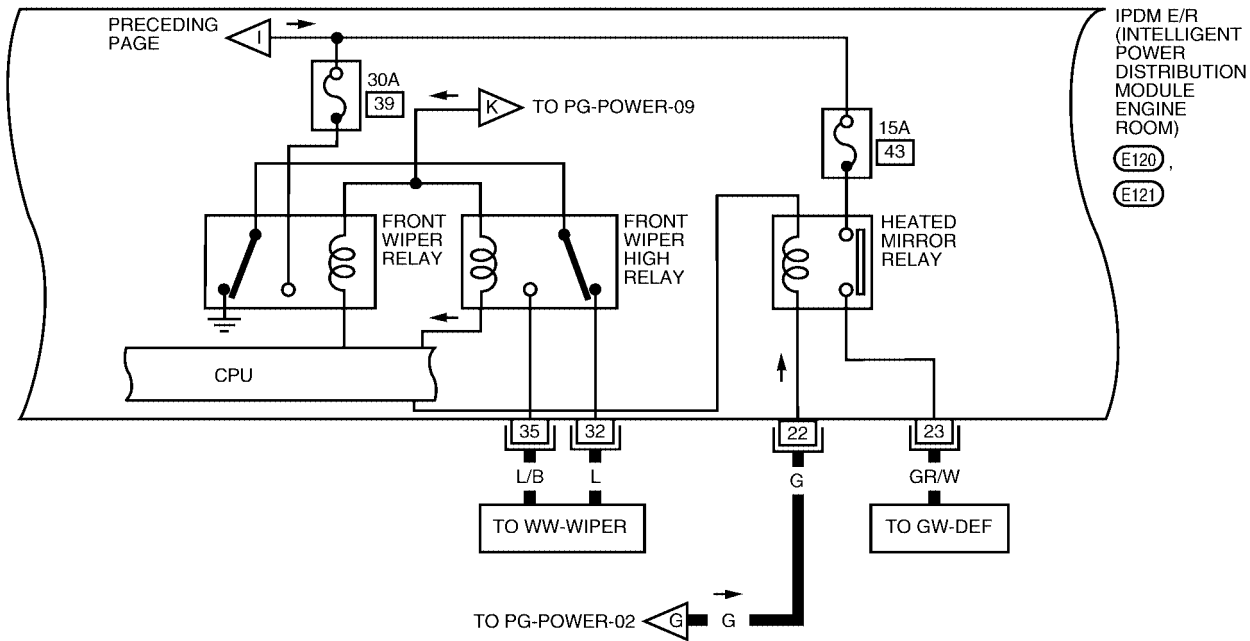 PRECEDING
PAGE
I
30A
39
K
TO PG-POWER-09
15A
43
IPDM E/R
(INTELLIGENT
POWER
DISTRIBUTION
MODULE
ENGINE
ROOM)
E120 ,
E121
FRONT
WIPER
RELAY
FRONT
WIPER
HIGH
RELAY
HEATED
MIRROR
RELAY
CPU
35
32
22
23
L/B
L
G
GR/W
TO WW-WIPER
TO GW-DEF
TO PG-POWER-02
G
G